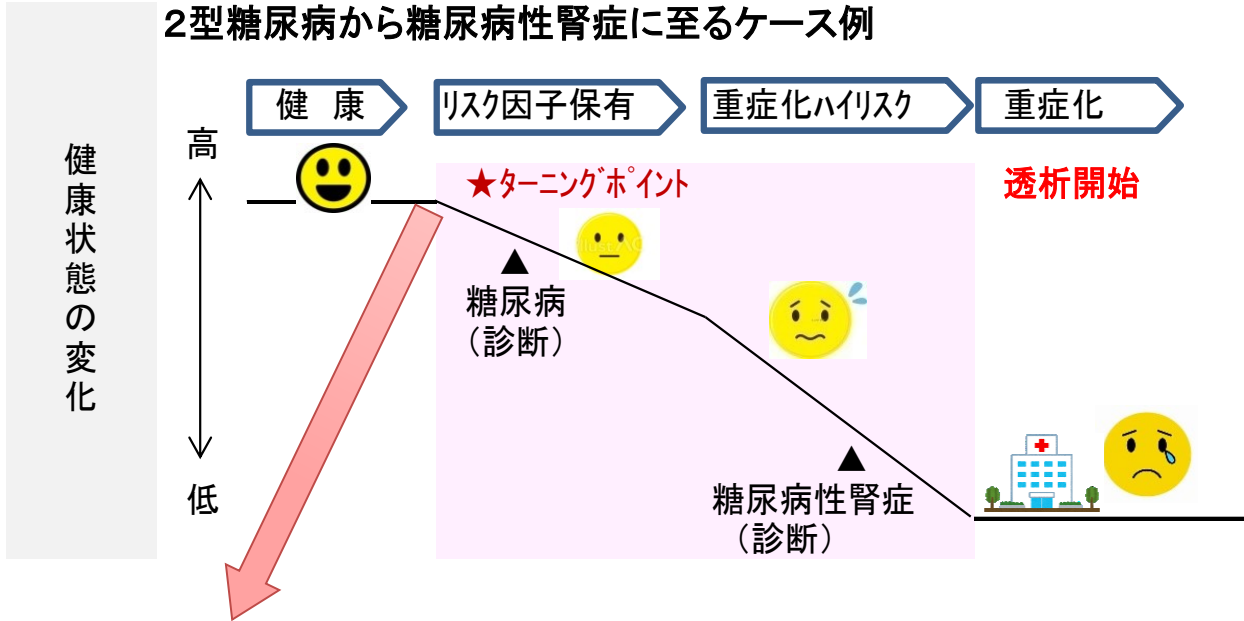 ２型糖尿病から糖尿病性腎症に至るケース例
健　康
リスク因子保有
重症化ハイリスク
重症化
健康状態の変化
高
低
★ターニングポイント
透析開始
▲
糖尿病
（診断）
▲
糖尿病性腎症
（診断）